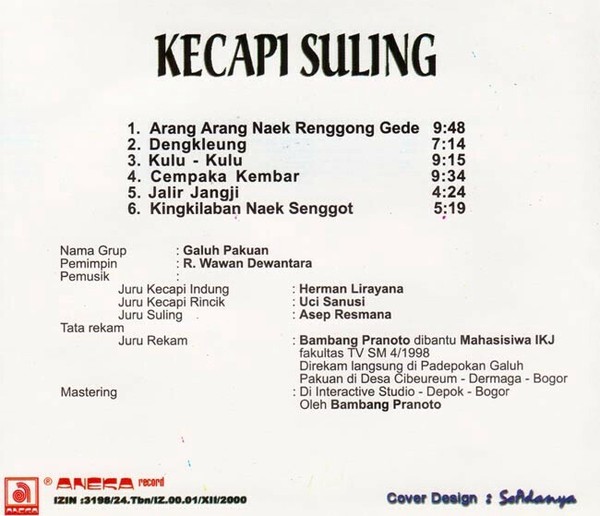 KECAPI SULING
1. Arang Arang Naek Renggong Gede 9:48
2. Dengkleung 7:14
3. Kulu - Kulu 9:15
4. Cempaka Kembar 9:34
5 Jalir Jangji 4:24
6. Kingkilaban Naek Senggot 5:19
Nama Grup : Galuh Pakuan
Pemimpin : R. Wawan Dewantara
Pemusik :
Juru Kecapi Indung : Herman Lirayana
Juru Kecapi Rincik : Uci Sanusi
Juru Suling : Asep Resmana
Tata rekam
Juru Rekam : Bambang Pranoto dibantu Mahasisiwa IKJ
fakultas TV SM 4/1998
Direkam langsung di Padepokan Galuh
Pakuan di Desa Cibeureum - Dermaga - Bogor
Mastering : Di Interactive Studio - Depok - Bogor
Oleh Bambang Pranoto
® ANEKA record
ANEKA
IZIN :3198/24.Tbn/IZ.00.01/XII/2000
Cover Design : SoAdanya